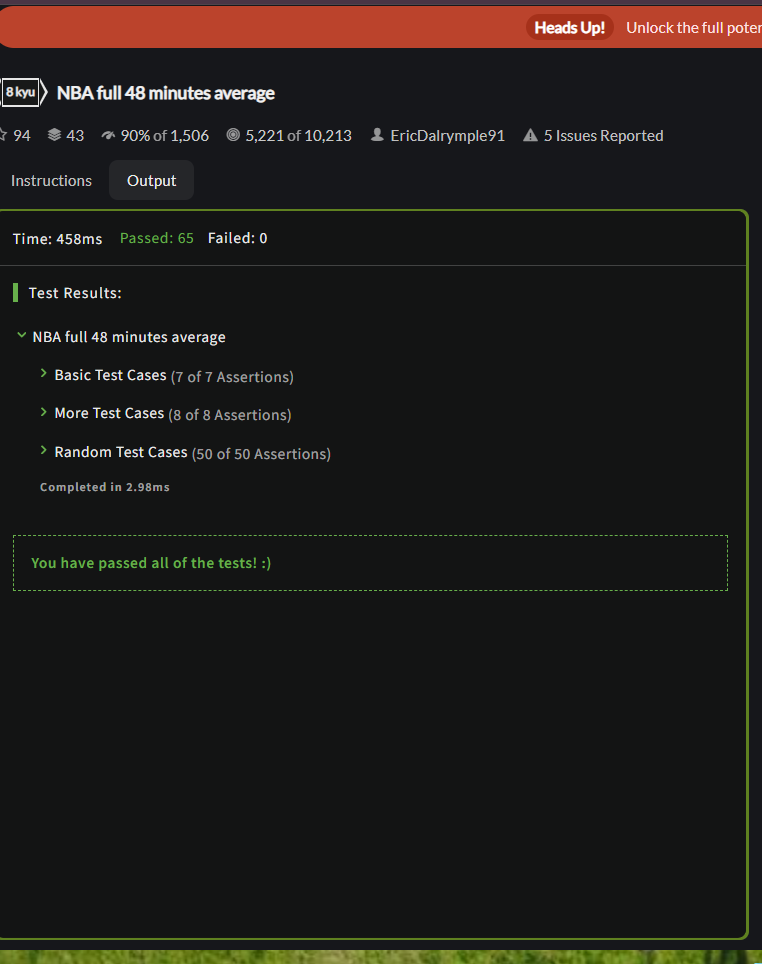 Heads Up! Unlock the full poter
8 kyu NBA full 48 minutes average
94 43 90% of 1,506 5,221 of 10,213 EricDalrymple91 5 Issues Reported
Instructions Output
Time: 458ms Passed: 65 Failed: 0
Test Results:
NBA full 48 minutes average
Basic Test Cases (7 of 7 Assertions)
More Test Cases (8 of 8 Assertions)
Random Test Cases (50 of 50 Assertions)
Completed in 2.98ms
You have passed all of the tests! :)